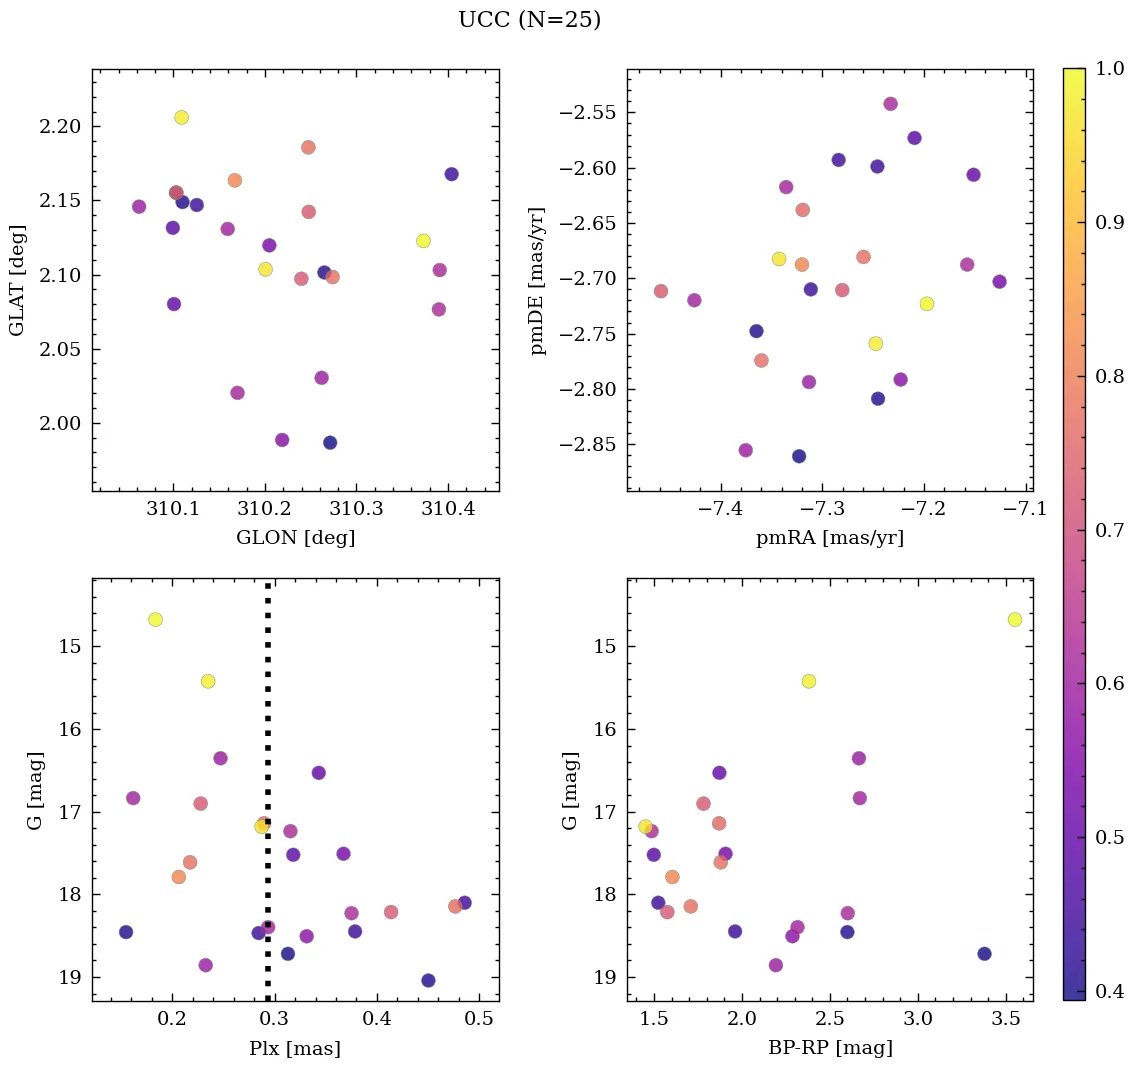 UCC (N=25)
2.20
2.15
2.10
2.05
2.00
GLAT [deg]
310.1 310.2 310.3 310.4
GLON [deg]
−2.55
−2.60
−2.65
−2.70
−2.75
−2.80
−2.85
pmDE [mas/yr]
−7.4 −7.3 −7.2 −7.1
pmRA [mas/yr]
15
16
17
18
19
G [mag]
0.2 0.3 0.4 0.5
Plx [mas]
15
16
17
18
19
G [mag]
1.5 2.0 2.5 3.0 3.5
BP-RP [mag]
1.0
0.9
0.8
0.7
0.6
0.5
0.4